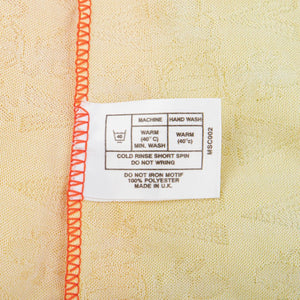 MACHINE HAND WASH
40 WARM WARM
(40°C) (40°c)
MIN. WASH
COLD RINSE SHORT SPIN
DO NOT WRING
DO NOT IRON MOTIF
100% POLYESTER
MADE IN U.K.
MSC002